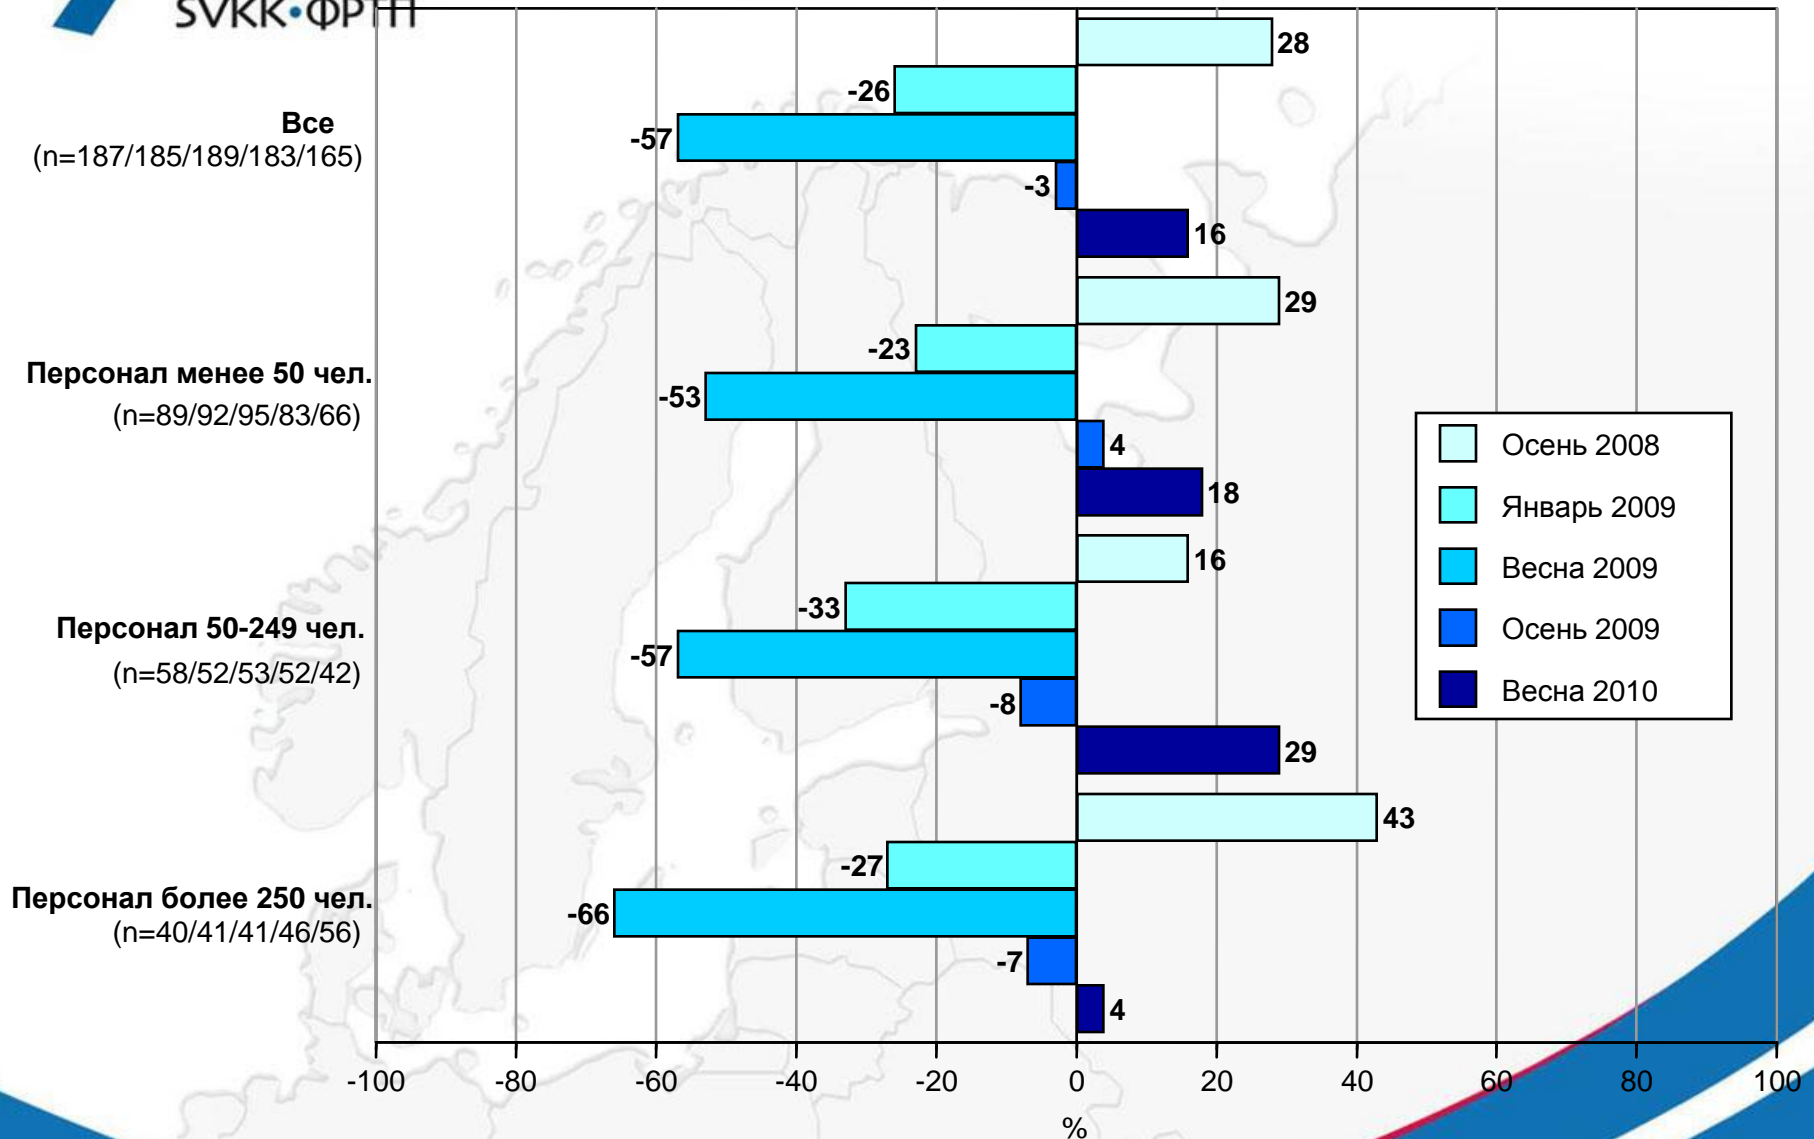 SVKK•ФРТП
28
-26
Все
-57
(n=187/185/189/183/165)
-3
16
29
-23
Персонал менее 50 чел.
-53
(n=89/92/95/83/66)
4
18
16
-33
Персонал 50-249 чел.
-57
(n=58/52/53/52/42)
-8
29
43
-27
Персонал более 250 чел.
-66
(n=40/41/41/46/56)
-7
4
Осень 2008
Январь 2009
Весна 2009
Осень 2009
Весна 2010
-100 -80 -60 -40 -20 0 20 40 60 80 100
%